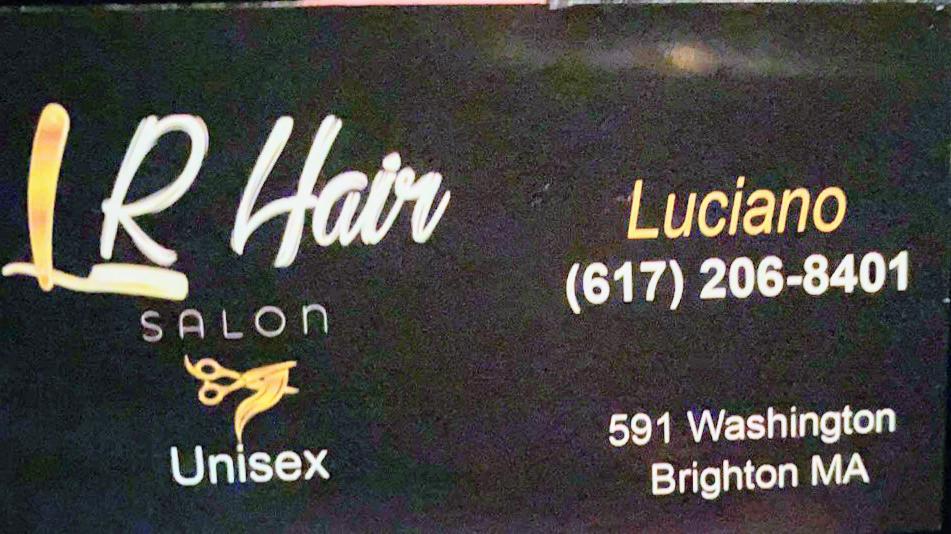 LR Hair
SALON
Unisex
Luciano
(617) 206-8401
591 Washington
Brighton MA